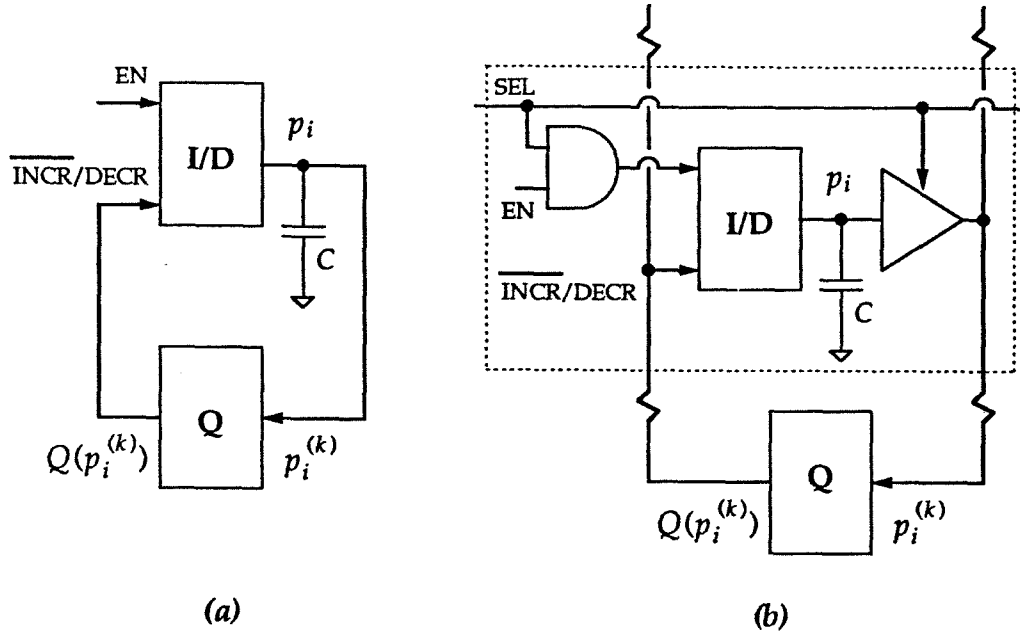 EN
p_i
I/D
INCR/DECR
C
Q
Q(p_i^(k))
p_i^(k)
(a)
SEL
EN
p_i
I/D
INCR/DECR
C
Q
Q(p_i^(k))
p_i^(k)
(b)